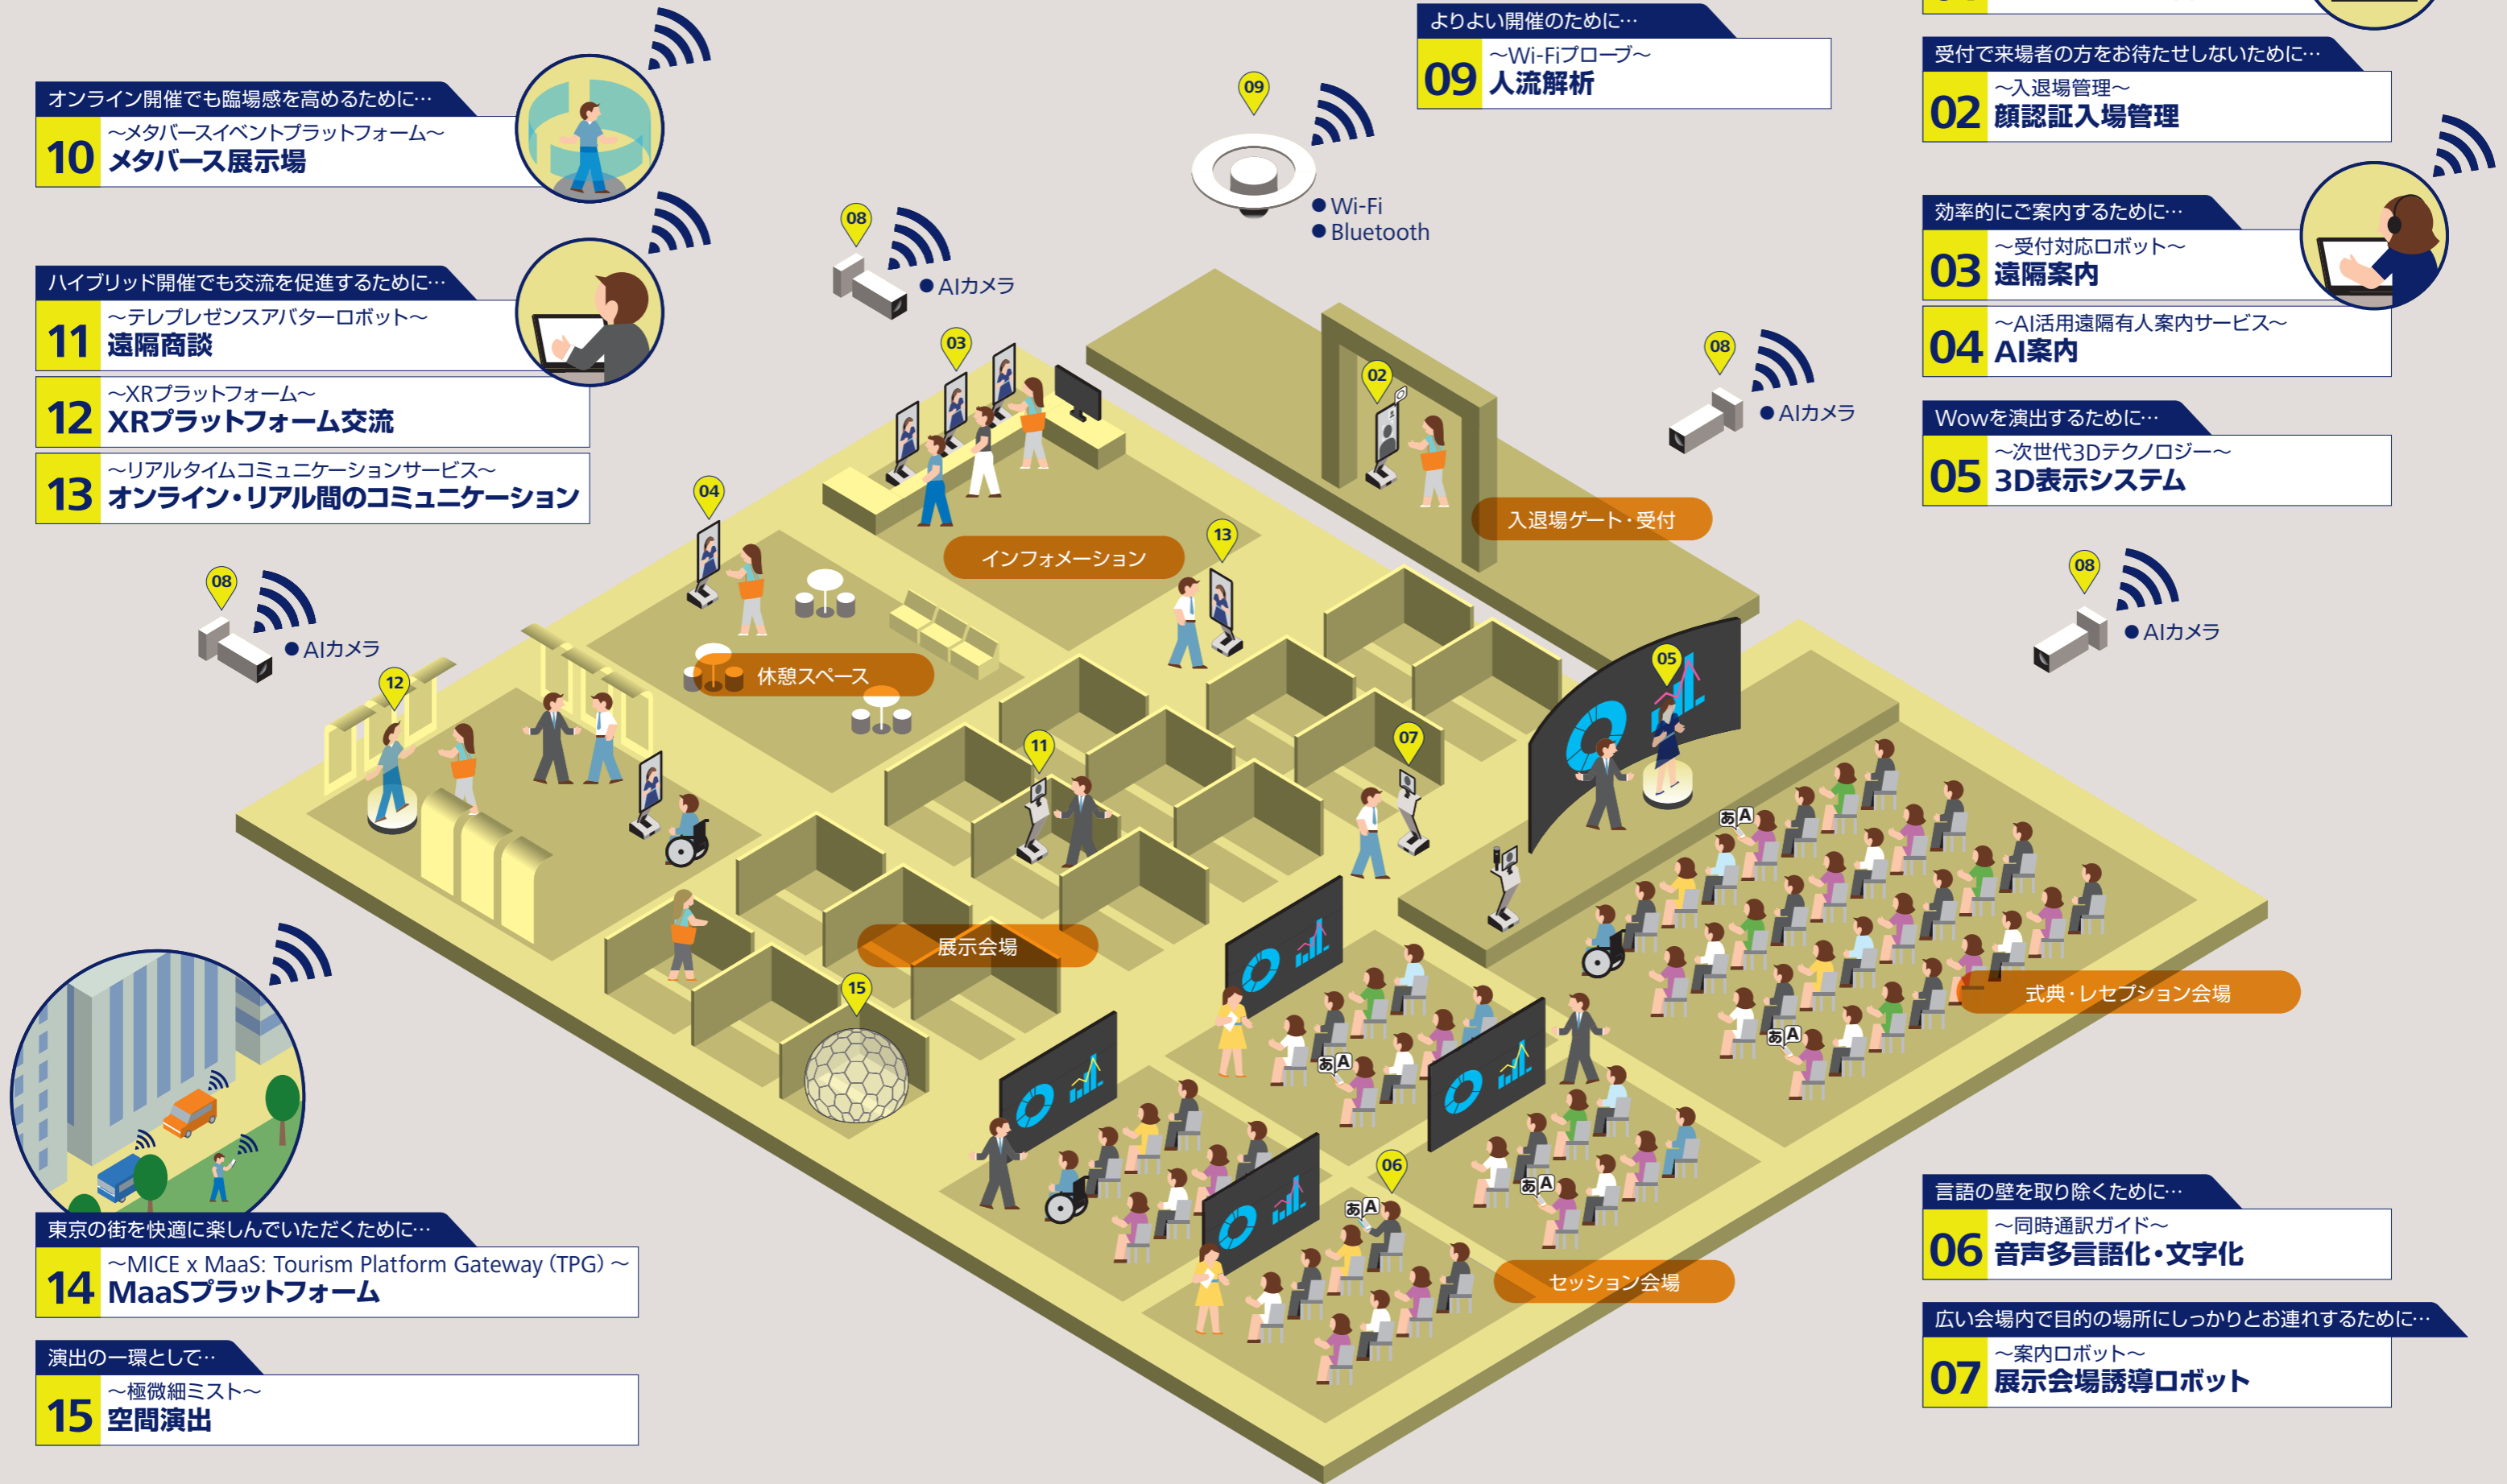 よりよい開催のために…
09
～Wi-Fiプローブ～
人流解析
受付で来場者の方をお待たせしないために…
02
～入退場管理～
顔認証入場管理
効率的にご案内するために…
03
～受付対応ロボット～
遠隔案内
04
～AI活用遠隔有人案内サービス～
AI案内
Wowを演出するために…
05
～次世代3Dテクノロジー～
3D表示システム
オンライン開催でも臨場感を高めるために…
10
～メタバースイベントプラットフォーム～
メタバース展示場
ハイブリッド開催でも交流を促進するために…
11
～テレプレゼンスアバターロボット～
遠隔商談
12
～XRプラットフォーム～
XRプラットフォーム交流
13
～リアルタイムコミュニケーションサービス～
オンライン・リアル間のコミュニケーション
09
●Wi-Fi
●Bluetooth
08
●AIカメラ
03
02
08
●AIカメラ
04
13
入退場ゲート・受付
インフォメーション
08
●AIカメラ
08
●AIカメラ
12
休憩スペース
05
11
07
あA
展示会場
15
式典・レセプション会場
あA
あA
06
あA
あA
セッション会場
東京の街を快適に楽しんでいただくために…
14
～MICE x MaaS: Tourism Platform Gateway（TPG）～
MaaSプラットフォーム
演出の一環として…
15
～極微細ミスト～
空間演出
言語の壁を取り除くために…
06
～同時通訳ガイド～
音声多言語化・文字化
広い会場内で目的の場所にしっかりとお連れするために…
07
～案内ロボット～
展示会場誘導ロボット